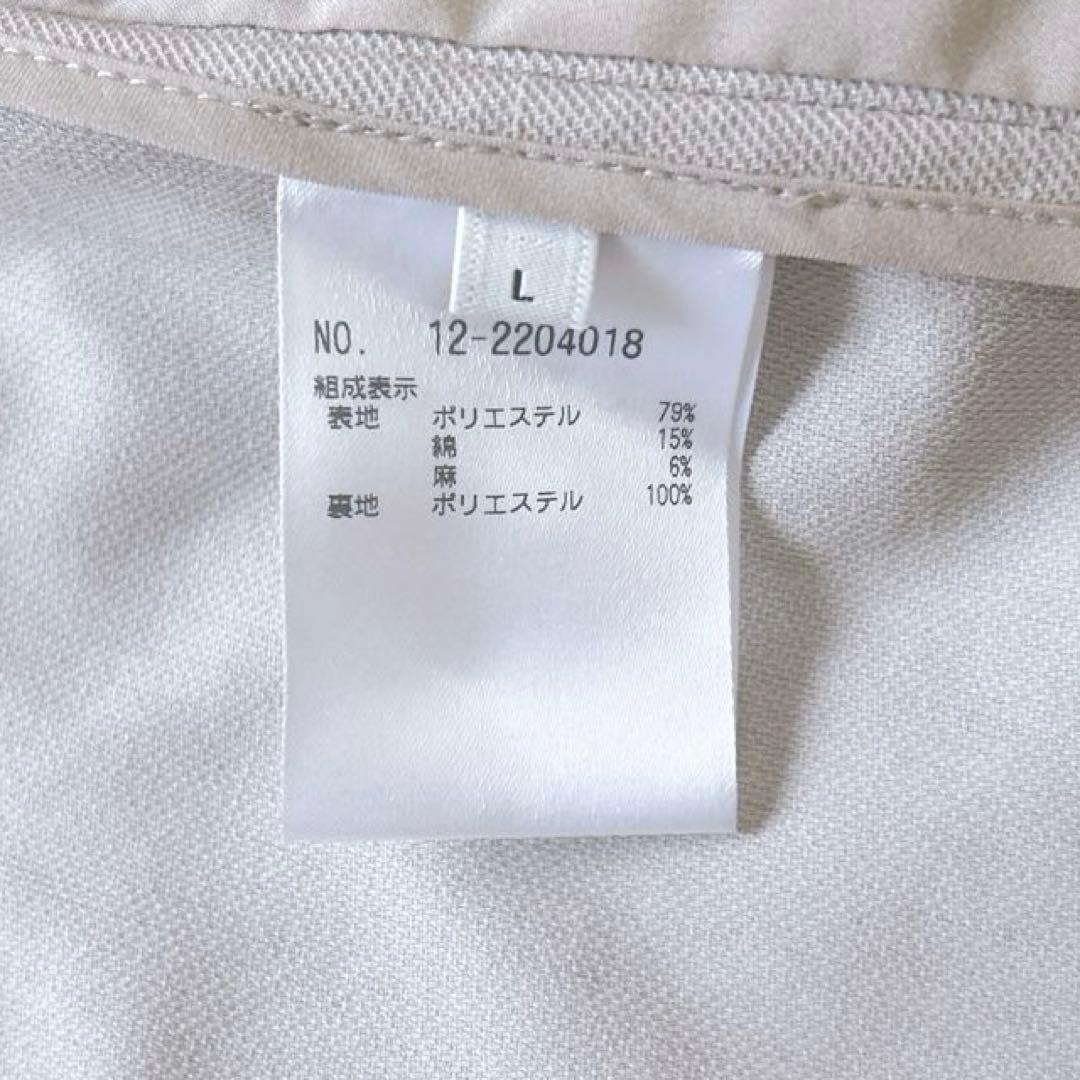 L
NO. 12-2204018
組成表示
表地 ポリエステル 79%
綿 15%
麻 6%
裏地 ポリエステル 100%